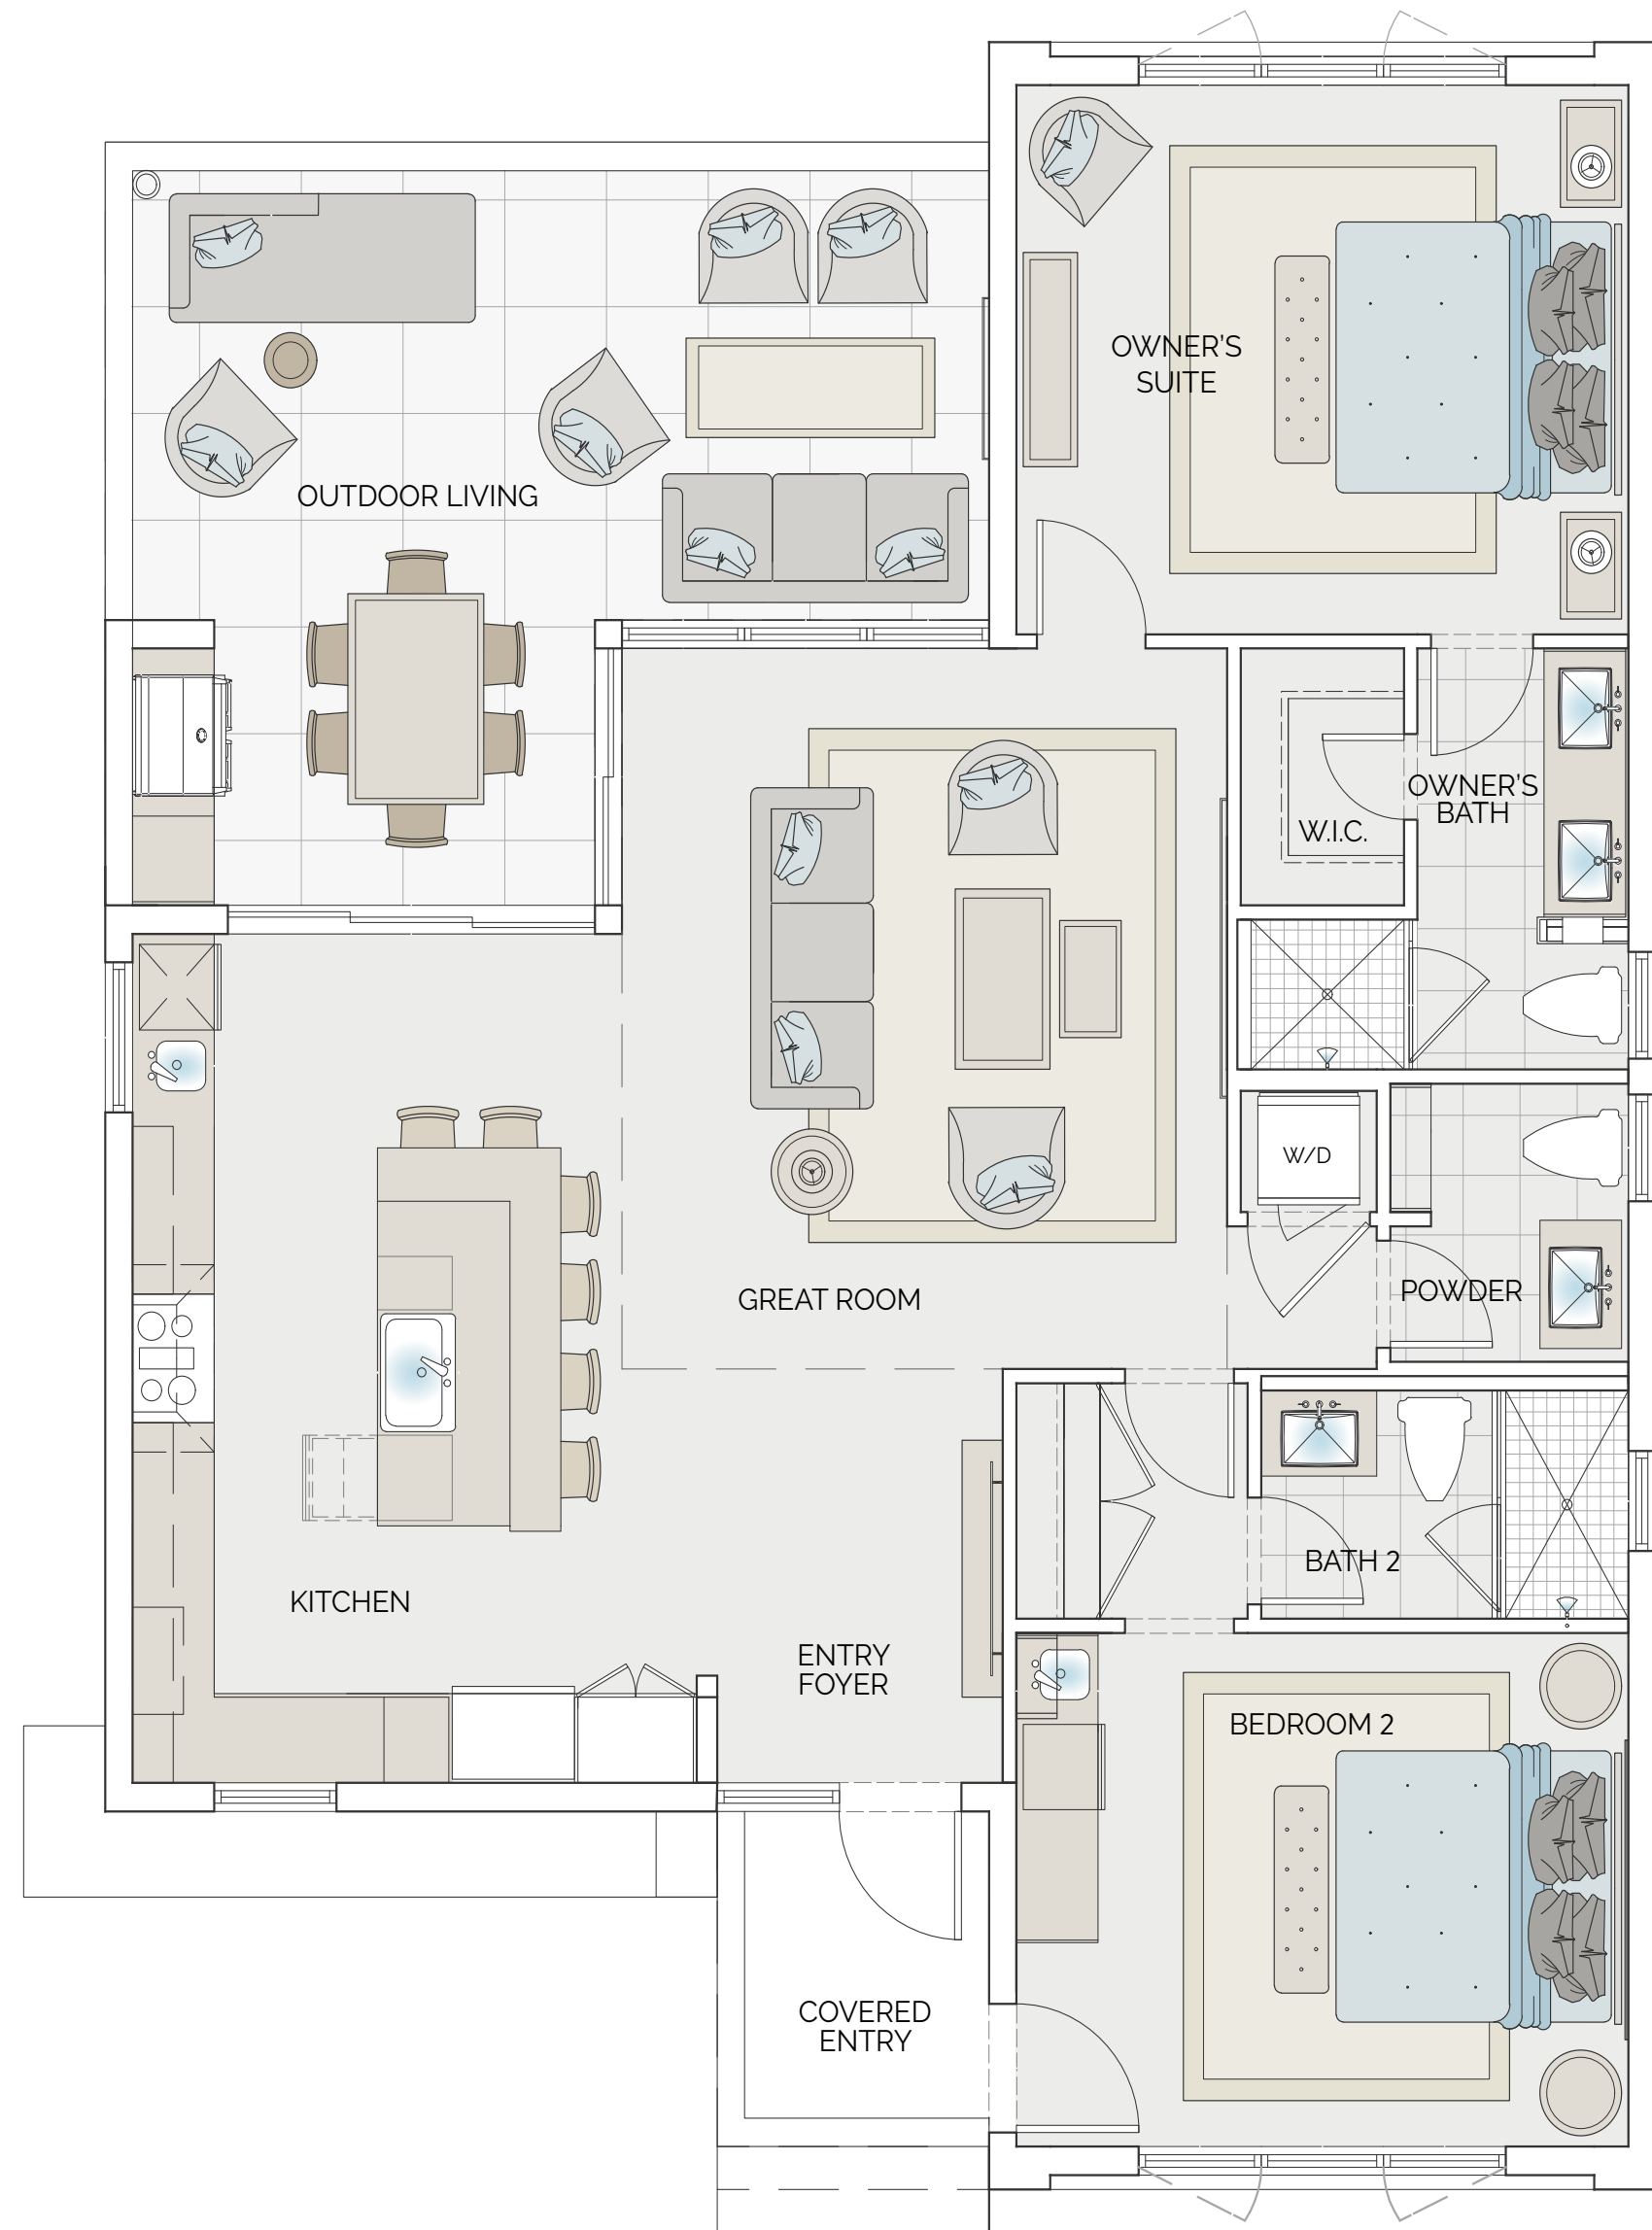 OWNER'S
SUITE
OUTDOOR LIVING
OWNER'S
BATH
W.I.C.
W/D
POWDER
GREAT ROOM
BATH 2
KITCHEN
ENTRY
FOYER
BEDROOM 2
COVERED
ENTRY